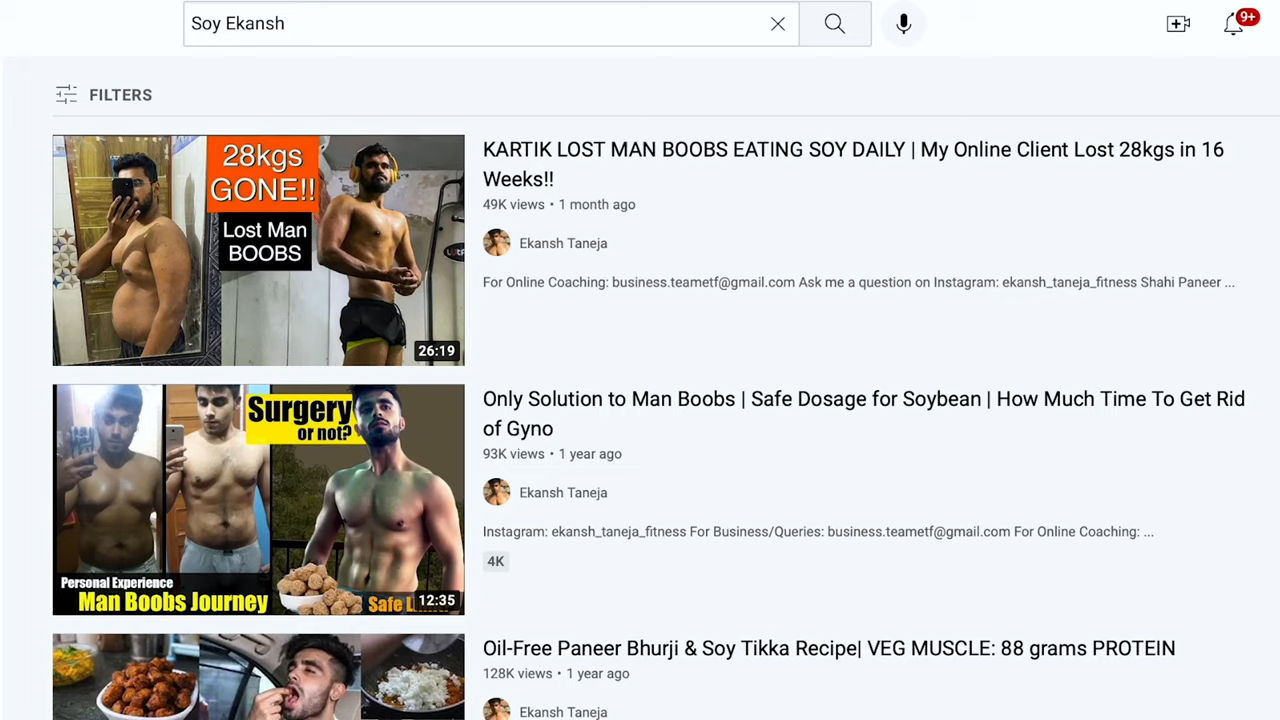 Soy Ekansh
9+
FILTERS
28kgs
GONE!!
Lost Man
BOOBS
26:19
KARTIK LOST MAN BOOBS EATING SOY DAILY | My Online Client Lost 28kgs in 16
Weeks!!
49K views • 1 month ago
Ekansh Taneja
For Online Coaching: business.teametf@gmail.com Ask me a question on Instagram: ekansh_taneja_fitness Shahi Paneer ...
Surgery
or not?
Personal Experience
Man Boobs Journey
Safe
12:35
Only Solution to Man Boobs | Safe Dosage for Soybean | How Much Time To Get Rid
of Gyno
93K views • 1 year ago
Ekansh Taneja
Instagram: ekansh_taneja_fitness For Business/Queries: business.teametf@gmail.com For Online Coaching: ...
4K
Oil-Free Paneer Bhurji & Soy Tikka Recipe| VEG MUSCLE: 88 grams PROTEIN
128K views • 1 year ago
Ekansh Taneja